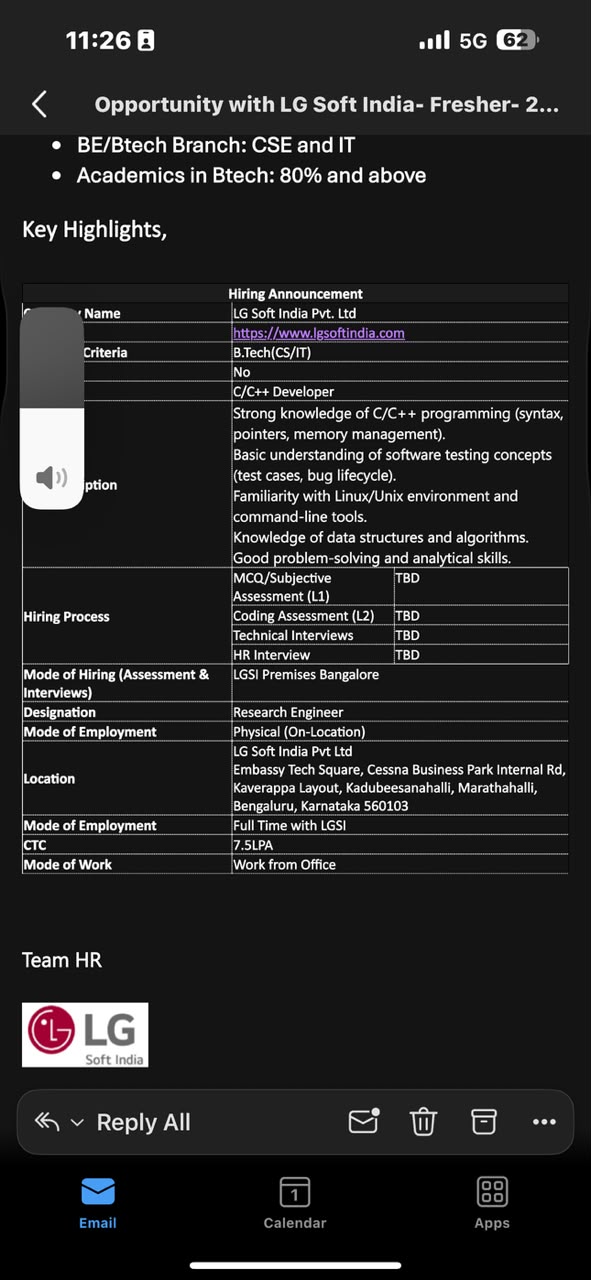 11:26
5G 62
Opportunity with LG Soft India- Fresher- 2...
• BE/Btech Branch: CSE and IT
• Academics in Btech: 80% and above
Key Highlights,
Hiring Announcement
Name LG Soft India Pvt. Ltd
https://www.lgsoftindia.com
Criteria B.Tech(CS/IT)
No
C/C++ Developer
Strong knowledge of C/C++ programming (syntax,
pointers, memory management).
Basic understanding of software testing concepts
(test cases, bug lifecycle).
Familiarity with Linux/Unix environment and
command-line tools.
Knowledge of data structures and algorithms.
Good problem-solving and analytical skills.
ption
Hiring Process
MCQ/Subjective
Assessment (L1) TBD
Coding Assessment (L2) TBD
Technical Interviews TBD
HR Interview TBD
Mode of Hiring (Assessment &
Interviews) LGSI Premises Bangalore
Designation Research Engineer
Mode of Employment Physical (On-Location)
Location
LG Soft India Pvt Ltd
Embassy Tech Square, Cessna Business Park Internal Rd,
Kaverappa Layout, Kadubeesanahalli, Marathahalli,
Bengaluru, Karnataka 560103
Mode of Employment Full Time with LGSI
CTC 7.5LPA
Mode of Work Work from Office
Team HR
LG
Soft India
Reply All
1
Email Calendar Apps